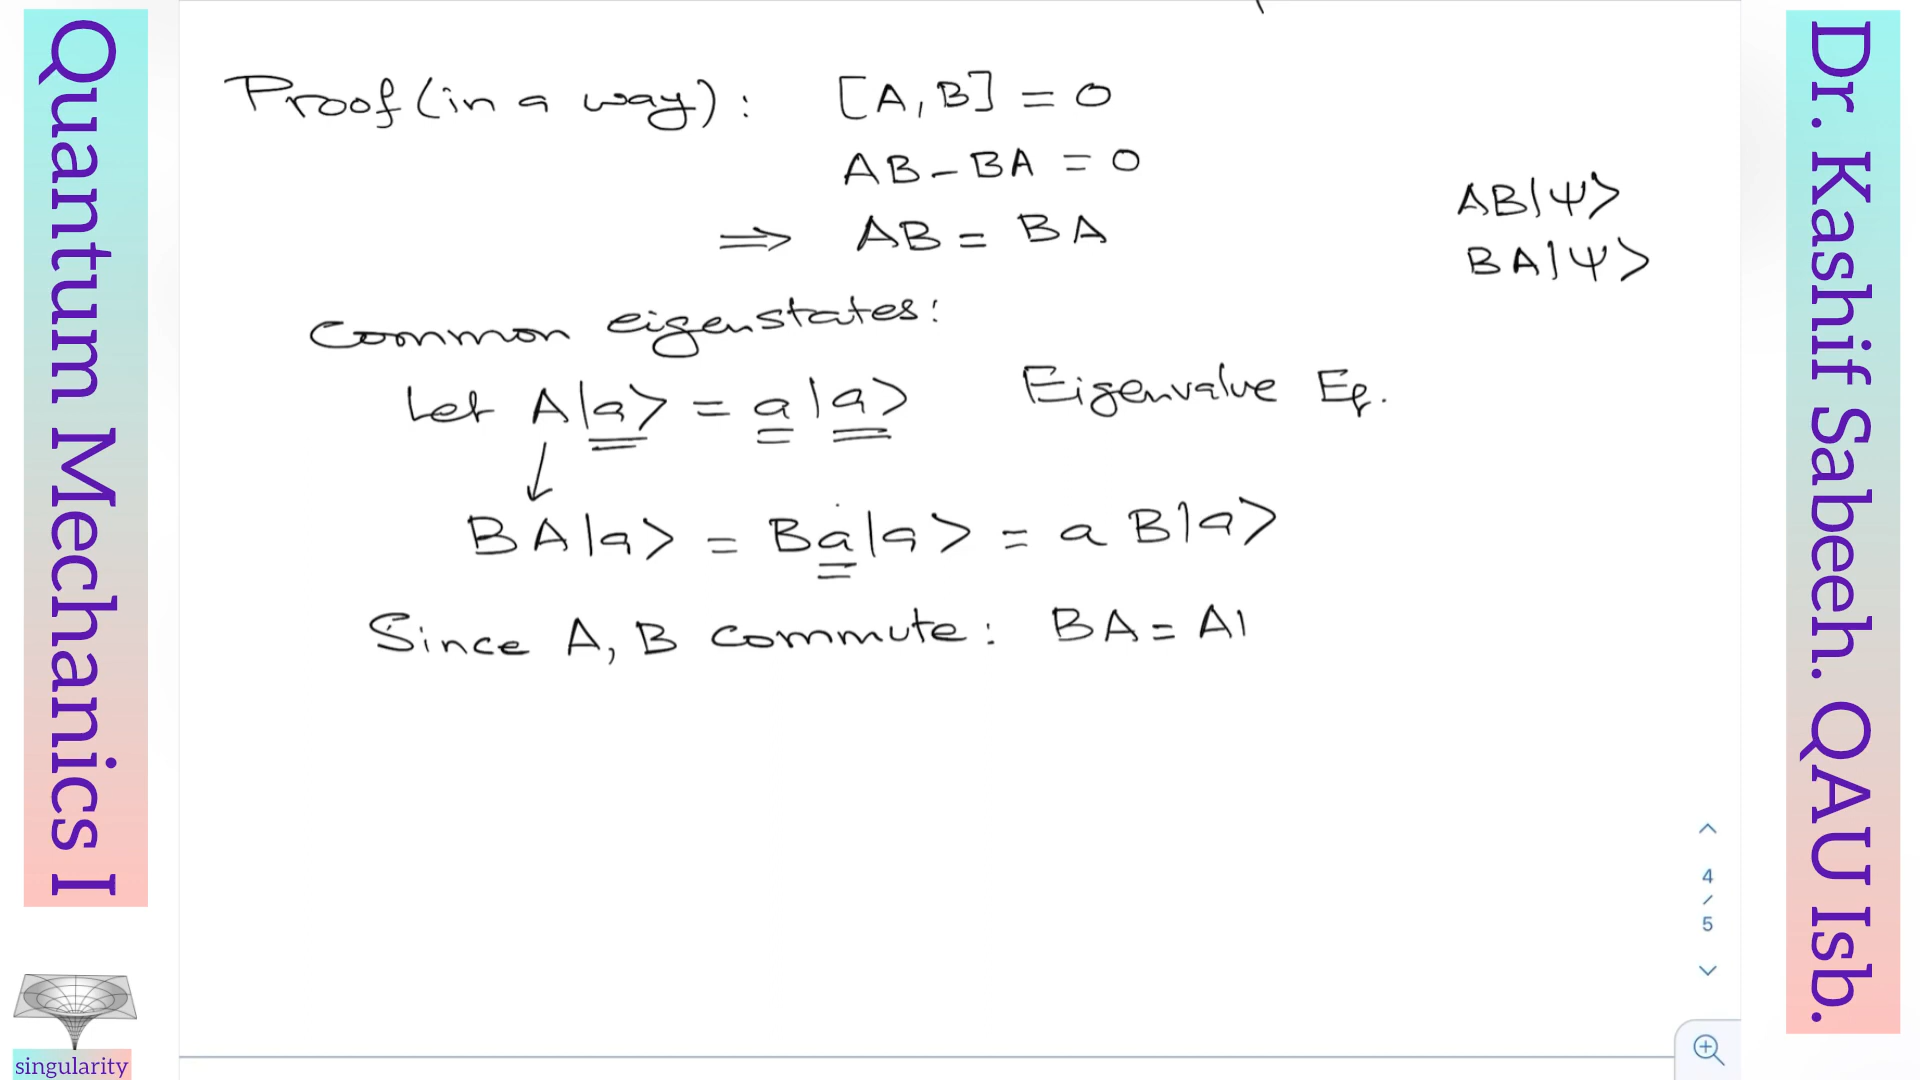 Quantum Mechanics I
singularity
Proof (in a way) : [A, B] = 0
AB - BA = 0
⟹ AB = BA
AB|Ψ>
BA|Ψ>
Common eigenstates:
Let A|a> = a|a> Eigenvalue Eq.
BA|a> = Ba|a> = a B|a>
Since A, B commute : BA = A
4
/
5
Dr. Kashif Sabeeh. QAU Isb.